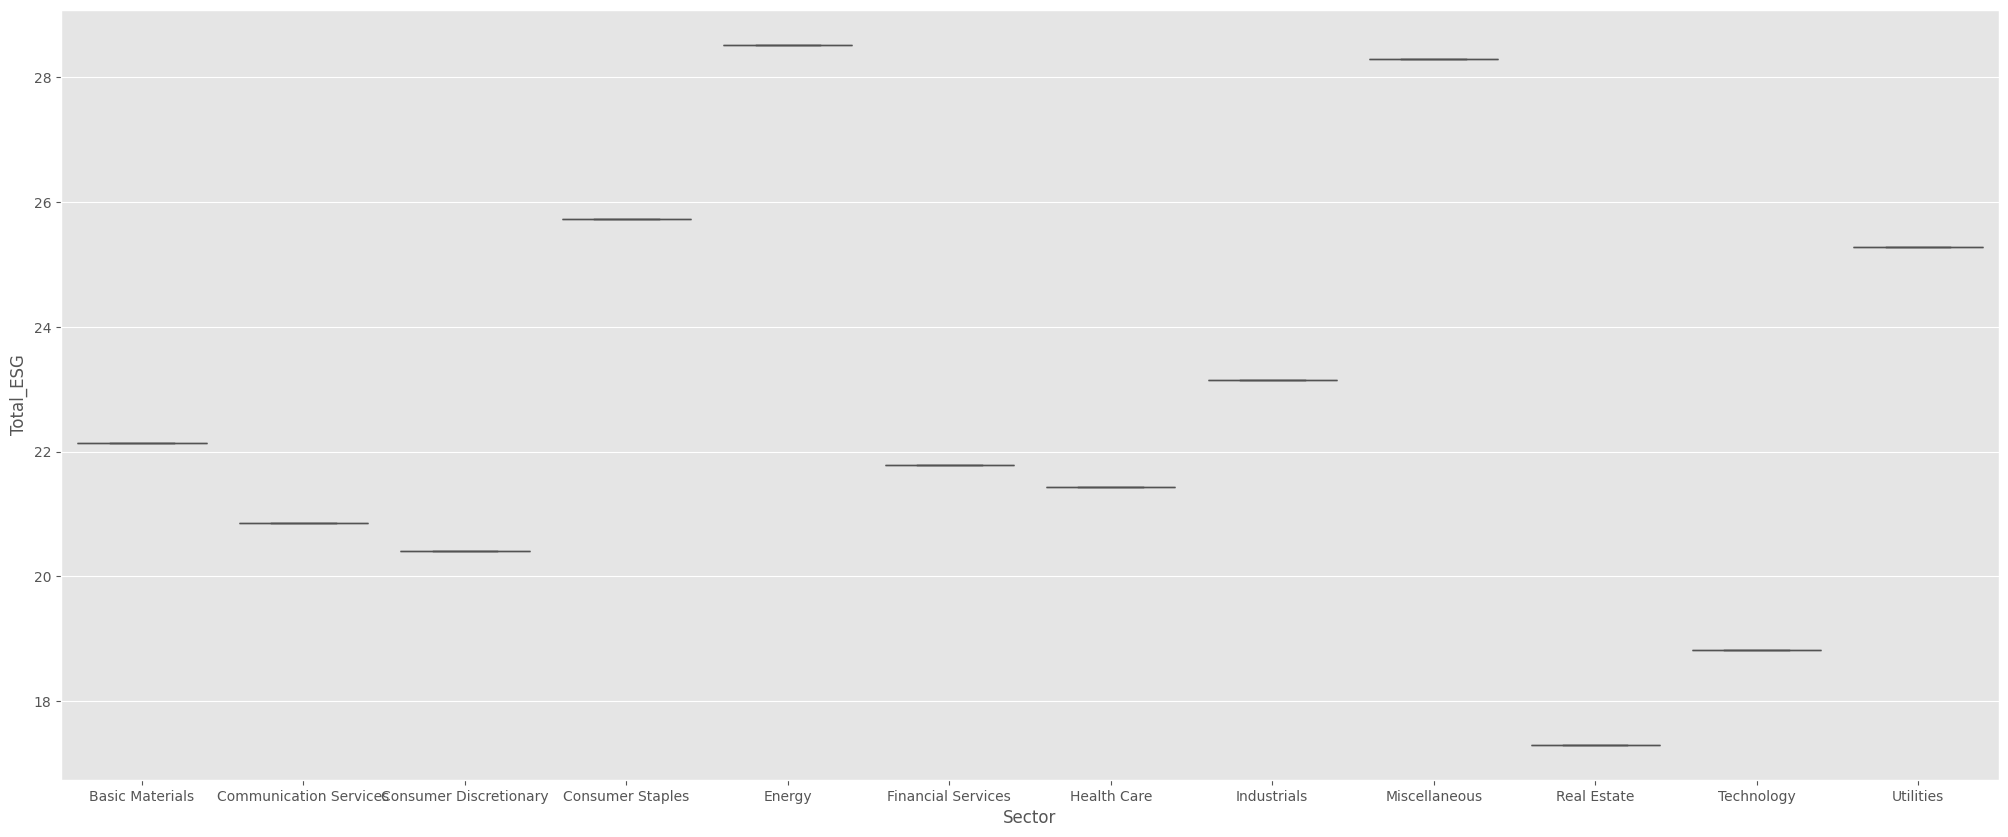 28
26
24
22
20
18
Total_ESG
Basic Materials Communication Services Consumer Discretionary Consumer Staples Energy Financial Services Health Care Industrials Miscellaneous Real Estate Technology Utilities
Sector